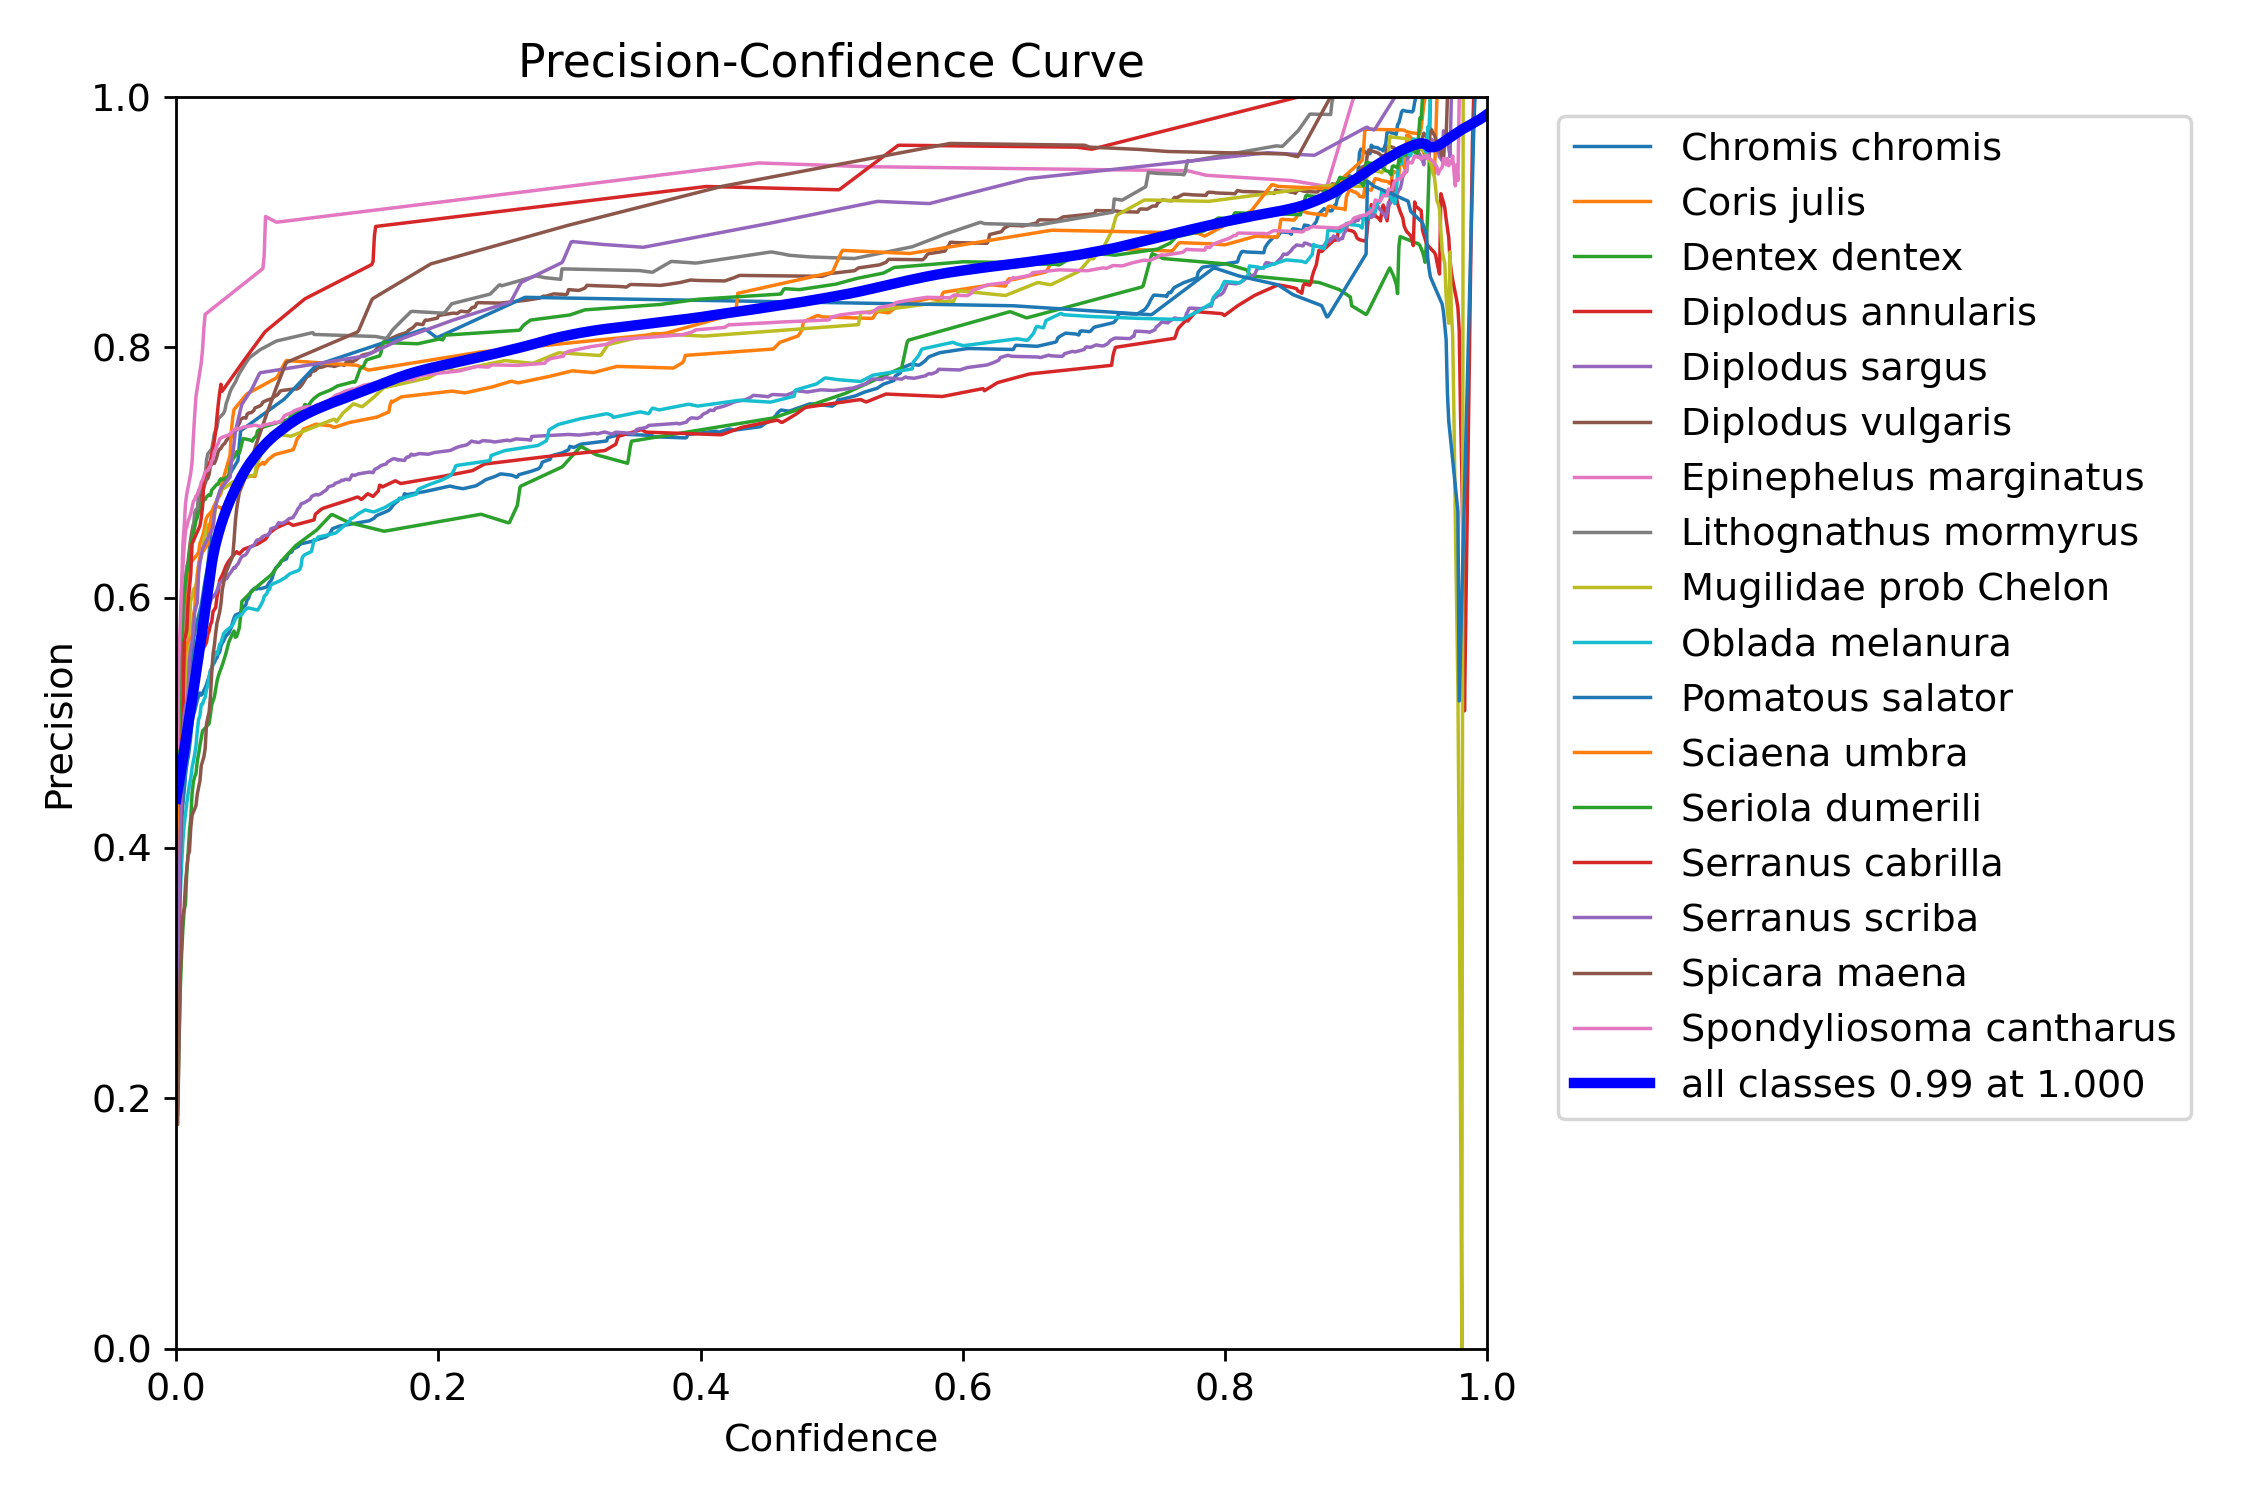 Precision-Confidence Curve
1.0
0.8
0.6
0.4
0.2
0.0
Precision
0.0 0.2 0.4 0.6 0.8 1.0
Confidence
Chromis chromis
Coris julis
Dentex dentex
Diplodus annularis
Diplodus sargus
Diplodus vulgaris
Epinephelus marginatus
Lithognathus mormyrus
Mugilidae prob Chelon
Oblada melanura
Pomatous salator
Sciaena umbra
Seriola dumerili
Serranus cabrilla
Serranus scriba
Spicara maena
Spondyliosoma cantharus
all classes 0.99 at 1.000